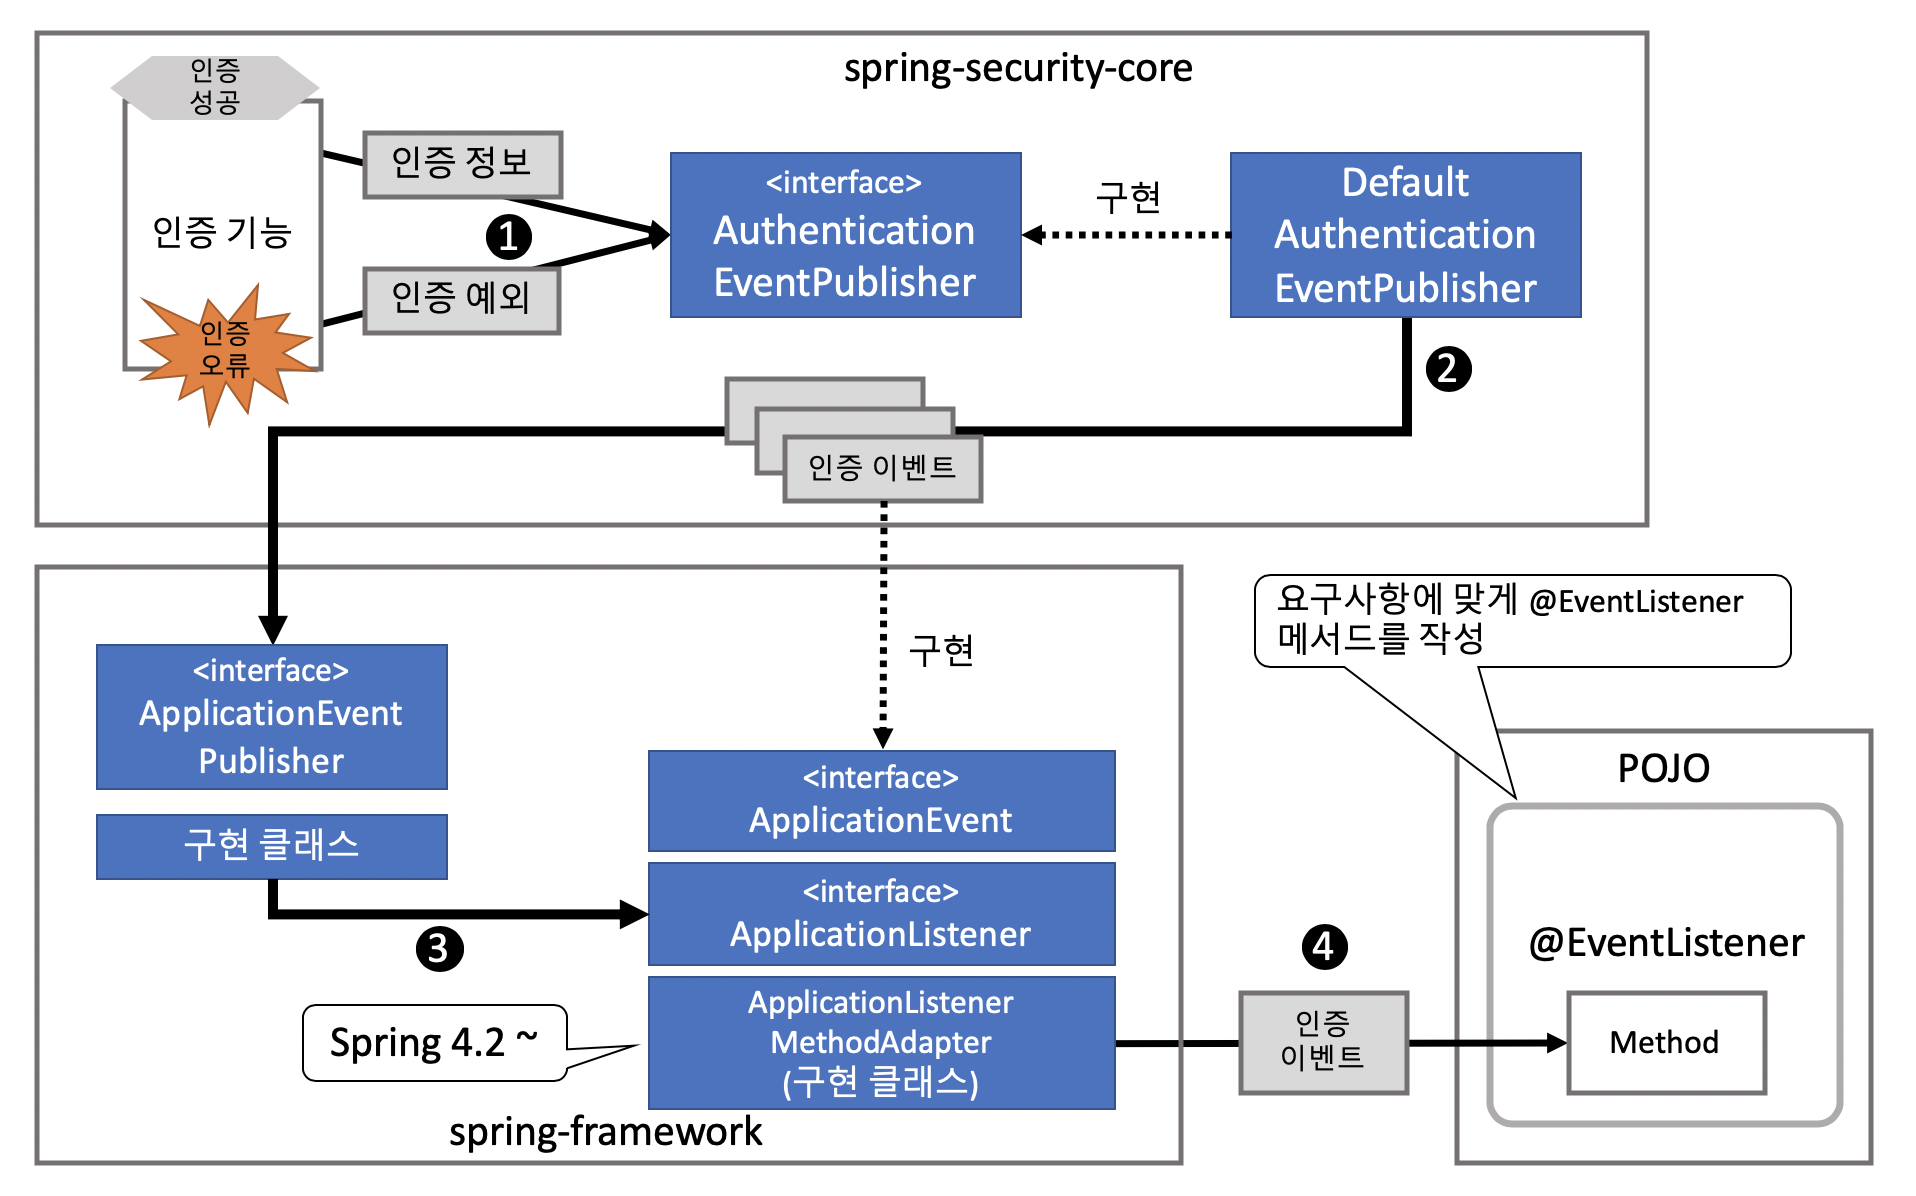 spring-security-core
인증
성공
인증 기능
인증
오류
인증 정보
❶
인증 예외
<interface>
Authentication
EventPublisher
구현
Default
Authentication
EventPublisher
❷
인증 이벤트
구현
<interface>
ApplicationEvent
Publisher
구현 클래스
❸
<interface>
ApplicationEvent
<interface>
ApplicationListener
ApplicationListener
MethodAdapter
(구현 클래스)
Spring 4.2 ~
spring-framework
❹
인증
이벤트
요구사항에 맞게 @EventListener
메서드를 작성
POJO
@EventListener
Method